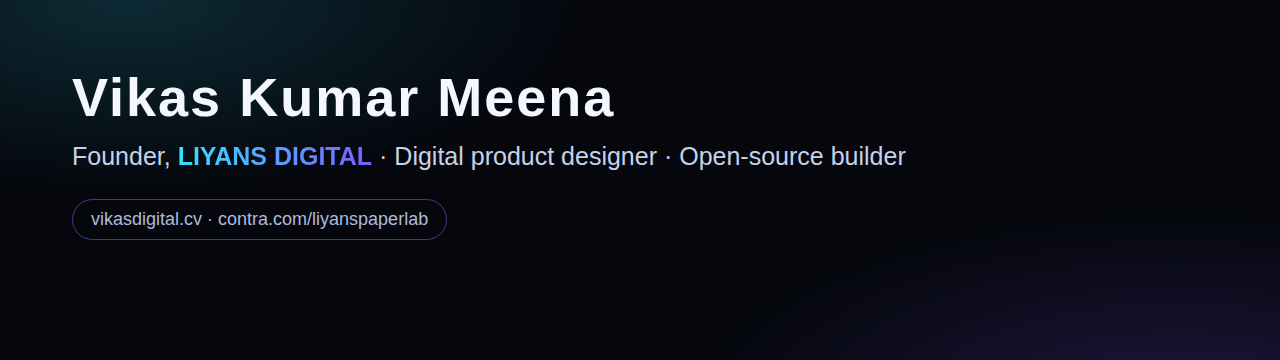 Vikas Kumar Meena
Founder, LIYANS DIGITAL · Digital product designer · Open-source builder
vikasdigital.cv · contra.com/liyanspaperlab